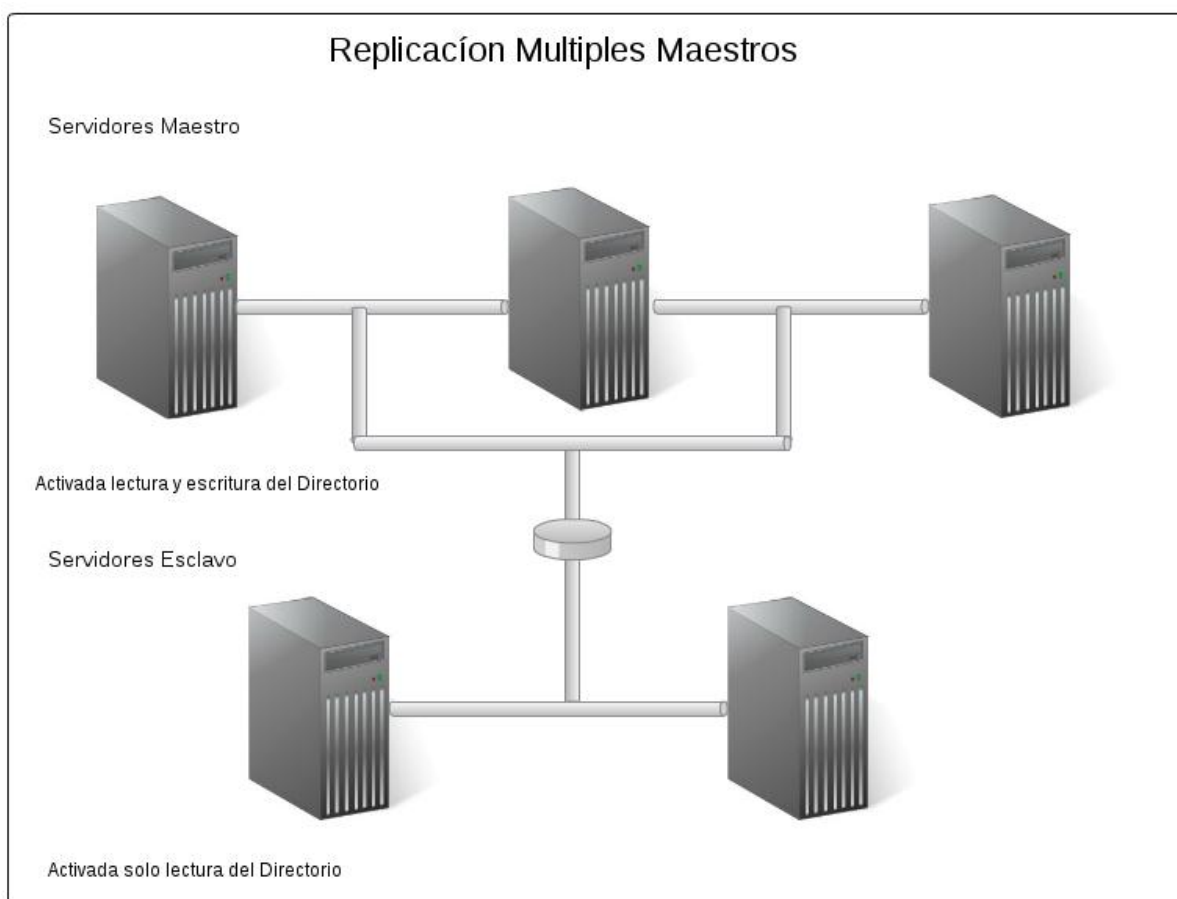 Replicacíon Multiples Maestros
Servidores Maestro
Activada lectura y escritura del Directorio
Servidores Esclavo
Activada solo lectura del Directorio